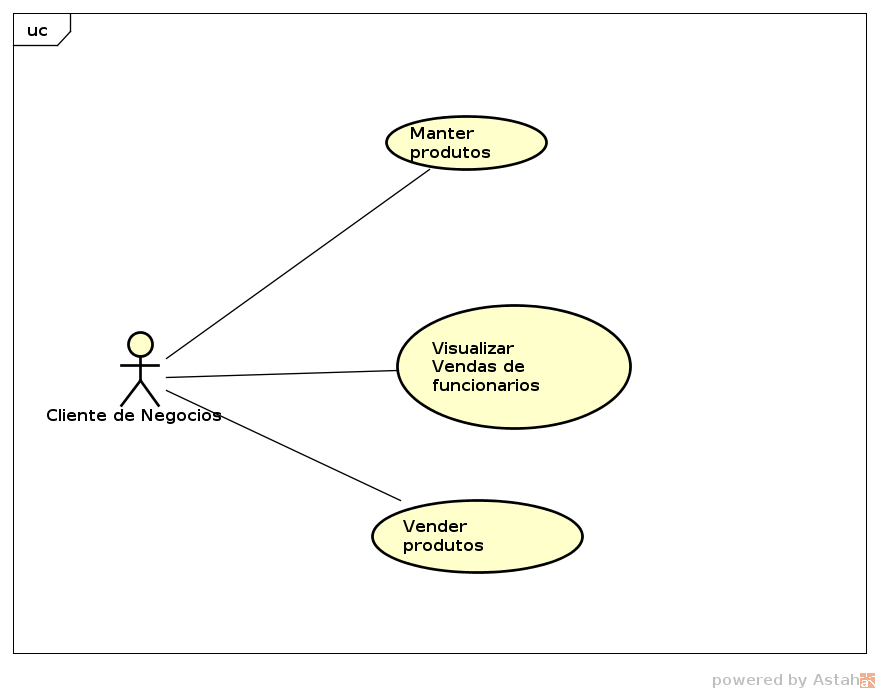 uc
Manter
produtos
Visualizar
Vendas de
funcionarios
Cliente de Negocios
Vender
produtos
powered by Astah